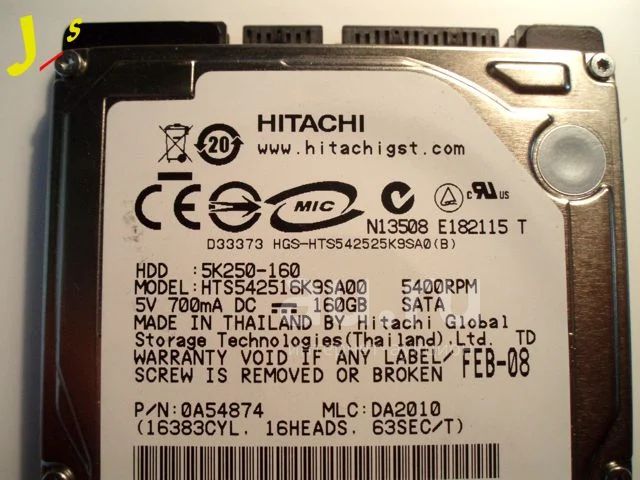 J/s
20
HITACHI
www.hitachigst.com
CE MIC C c UL US
N13508 E182115 T
D33373 HGS-HTS542525K9SA0(B)
HDD :5K250-160
MODEL:HTS542516K9SA00 5400RPM
5V 700mA DC 160GB SATA
MADE IN THAILAND BY Hitachi Global
Storage Technologies(Thailand),Ltd. TD
WARRANTY VOID IF ANY LABEL/ FEB-08
SCREW IS REMOVED OR BROKEN
P/N:0A54874 MLC:DA2010
(16383CYL. 16HEADS. 63SEC/T)